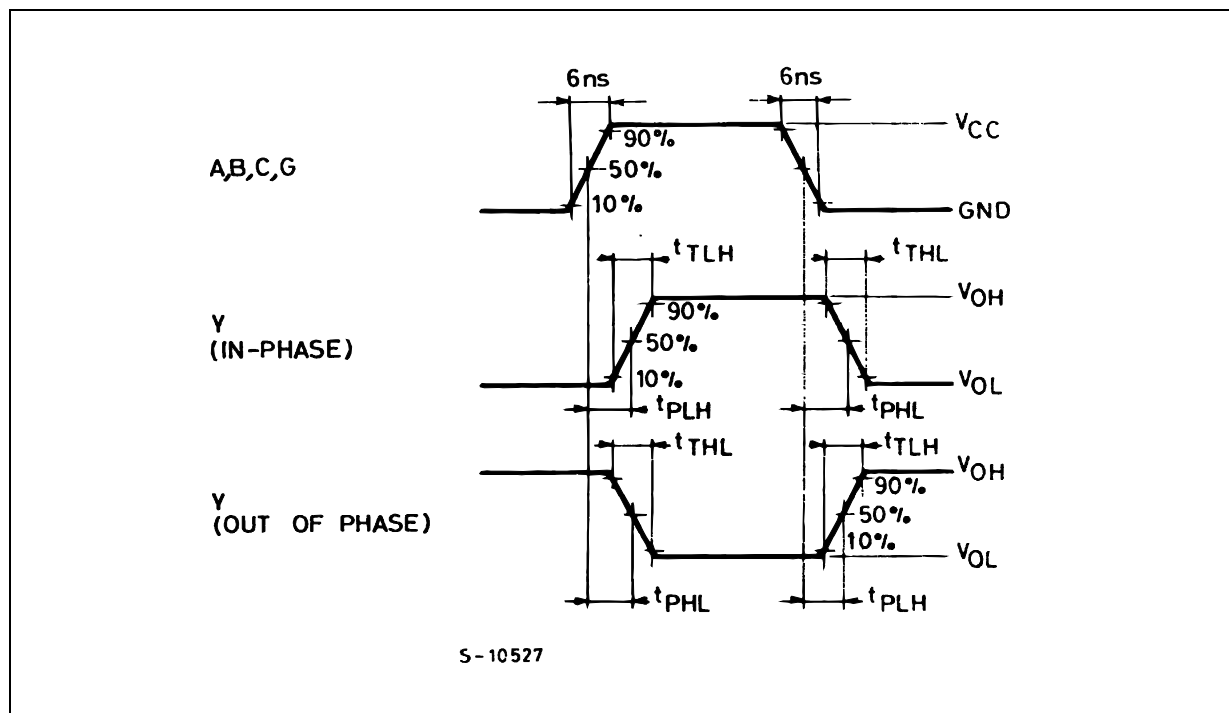 6ns 6ns
VCC
90%
A,B,C,G
50%
10%
GND
tTLH tTHL
VOH
90%
Y
(IN-PHASE)
50%
10%
VOL
tPLH tPHL
tTHL tTLH
VOH
90%
Y
(OUT OF PHASE)
50%
10%
VOL
tPHL tPLH
S-10527